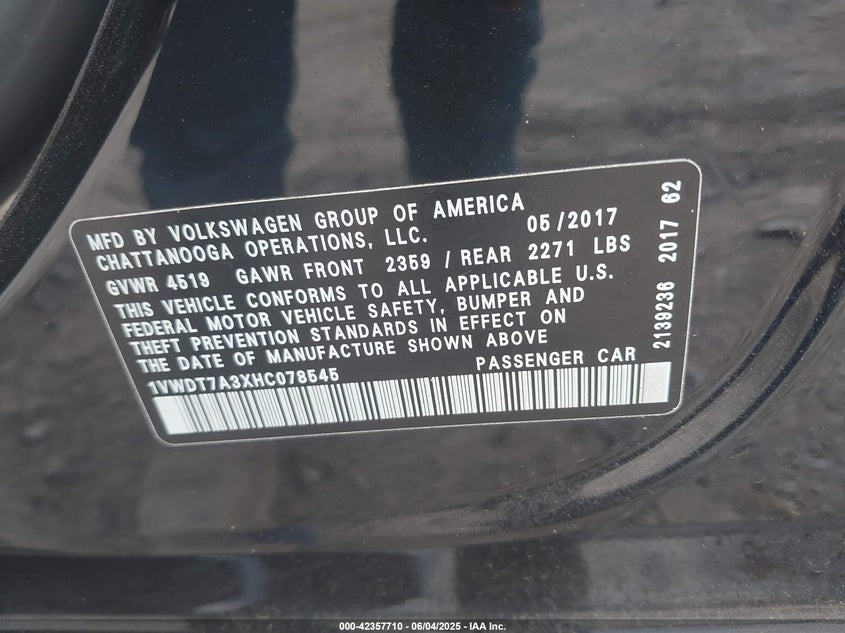 MFD BY VOLKSWAGEN GROUP OF AMERICA
CHATTANOOGA OPERATIONS, LLC. 05/2017
GVWR 4519 GAWR FRONT 2359 / REAR 2271 LBS
THIS VEHICLE CONFORMS TO ALL APPLICABLE U.S.
FEDERAL MOTOR VEHICLE SAFETY, BUMPER AND
THEFT PREVENTION STANDARDS IN EFFECT ON
THE DATE OF MANUFACTURE SHOWN ABOVE
1VWDT7A3XHC078545 PASSENGER CAR
2139236 2017 62
000-42357710 - 06/04/2025 - IAA Inc.